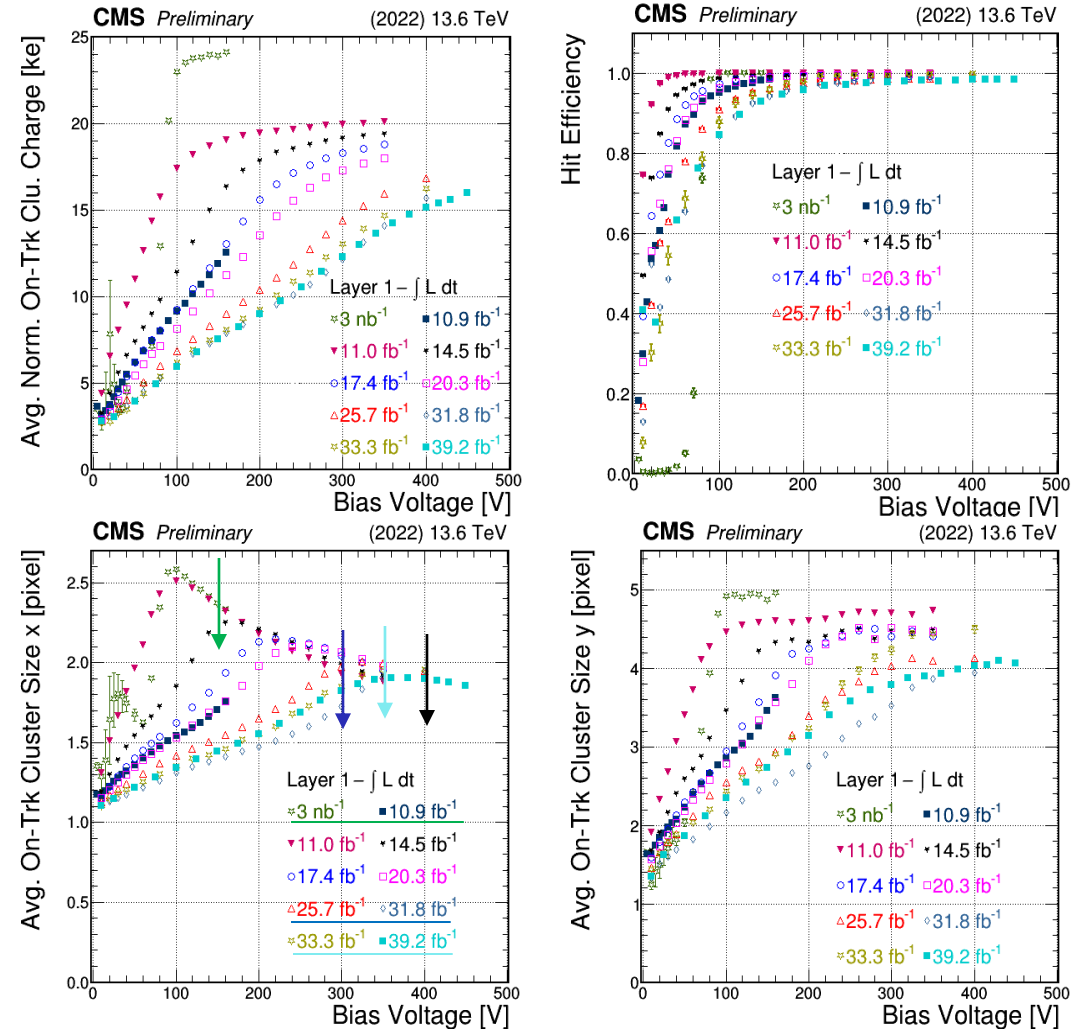 CMS Preliminary (2022) 13.6 TeV
Avg. Norm. On-Trk Clu. Charge [ke]
25
20
15
10
5
0
Layer 1 − ∫ L dt
3 nb⁻¹ 10.9 fb⁻¹
11.0 fb⁻¹ 14.5 fb⁻¹
17.4 fb⁻¹ 20.3 fb⁻¹
25.7 fb⁻¹ 31.8 fb⁻¹
33.3 fb⁻¹ 39.2 fb⁻¹
0 100 200 300 400 500
Bias Voltage [V]
CMS Preliminary (2022) 13.6 TeV
Hit Efficiency
1.0
0.8
0.6
0.4
0.2
0.0
Layer 1 − ∫ L dt
3 nb⁻¹ 10.9 fb⁻¹
11.0 fb⁻¹ 14.5 fb⁻¹
17.4 fb⁻¹ 20.3 fb⁻¹
25.7 fb⁻¹ 31.8 fb⁻¹
33.3 fb⁻¹ 39.2 fb⁻¹
0 100 200 300 400 500
Bias Voltage [V]
CMS Preliminary (2022) 13.6 TeV
Avg. On-Trk Cluster Size x [pixel]
2.5
2.0
1.5
1.0
0.5
0.0
Layer 1 − ∫ L dt
3 nb⁻¹ 10.9 fb⁻¹
11.0 fb⁻¹ 14.5 fb⁻¹
17.4 fb⁻¹ 20.3 fb⁻¹
25.7 fb⁻¹ 31.8 fb⁻¹
33.3 fb⁻¹ 39.2 fb⁻¹
0 100 200 300 400 500
Bias Voltage [V]
CMS Preliminary (2022) 13.6 TeV
Avg. On-Trk Cluster Size y [pixel]
5
4
3
2
1
0
Layer 1 − ∫ L dt
3 nb⁻¹ 10.9 fb⁻¹
11.0 fb⁻¹ 14.5 fb⁻¹
17.4 fb⁻¹ 20.3 fb⁻¹
25.7 fb⁻¹ 31.8 fb⁻¹
33.3 fb⁻¹ 39.2 fb⁻¹
0 100 200 300 400 500
Bias Voltage [V]